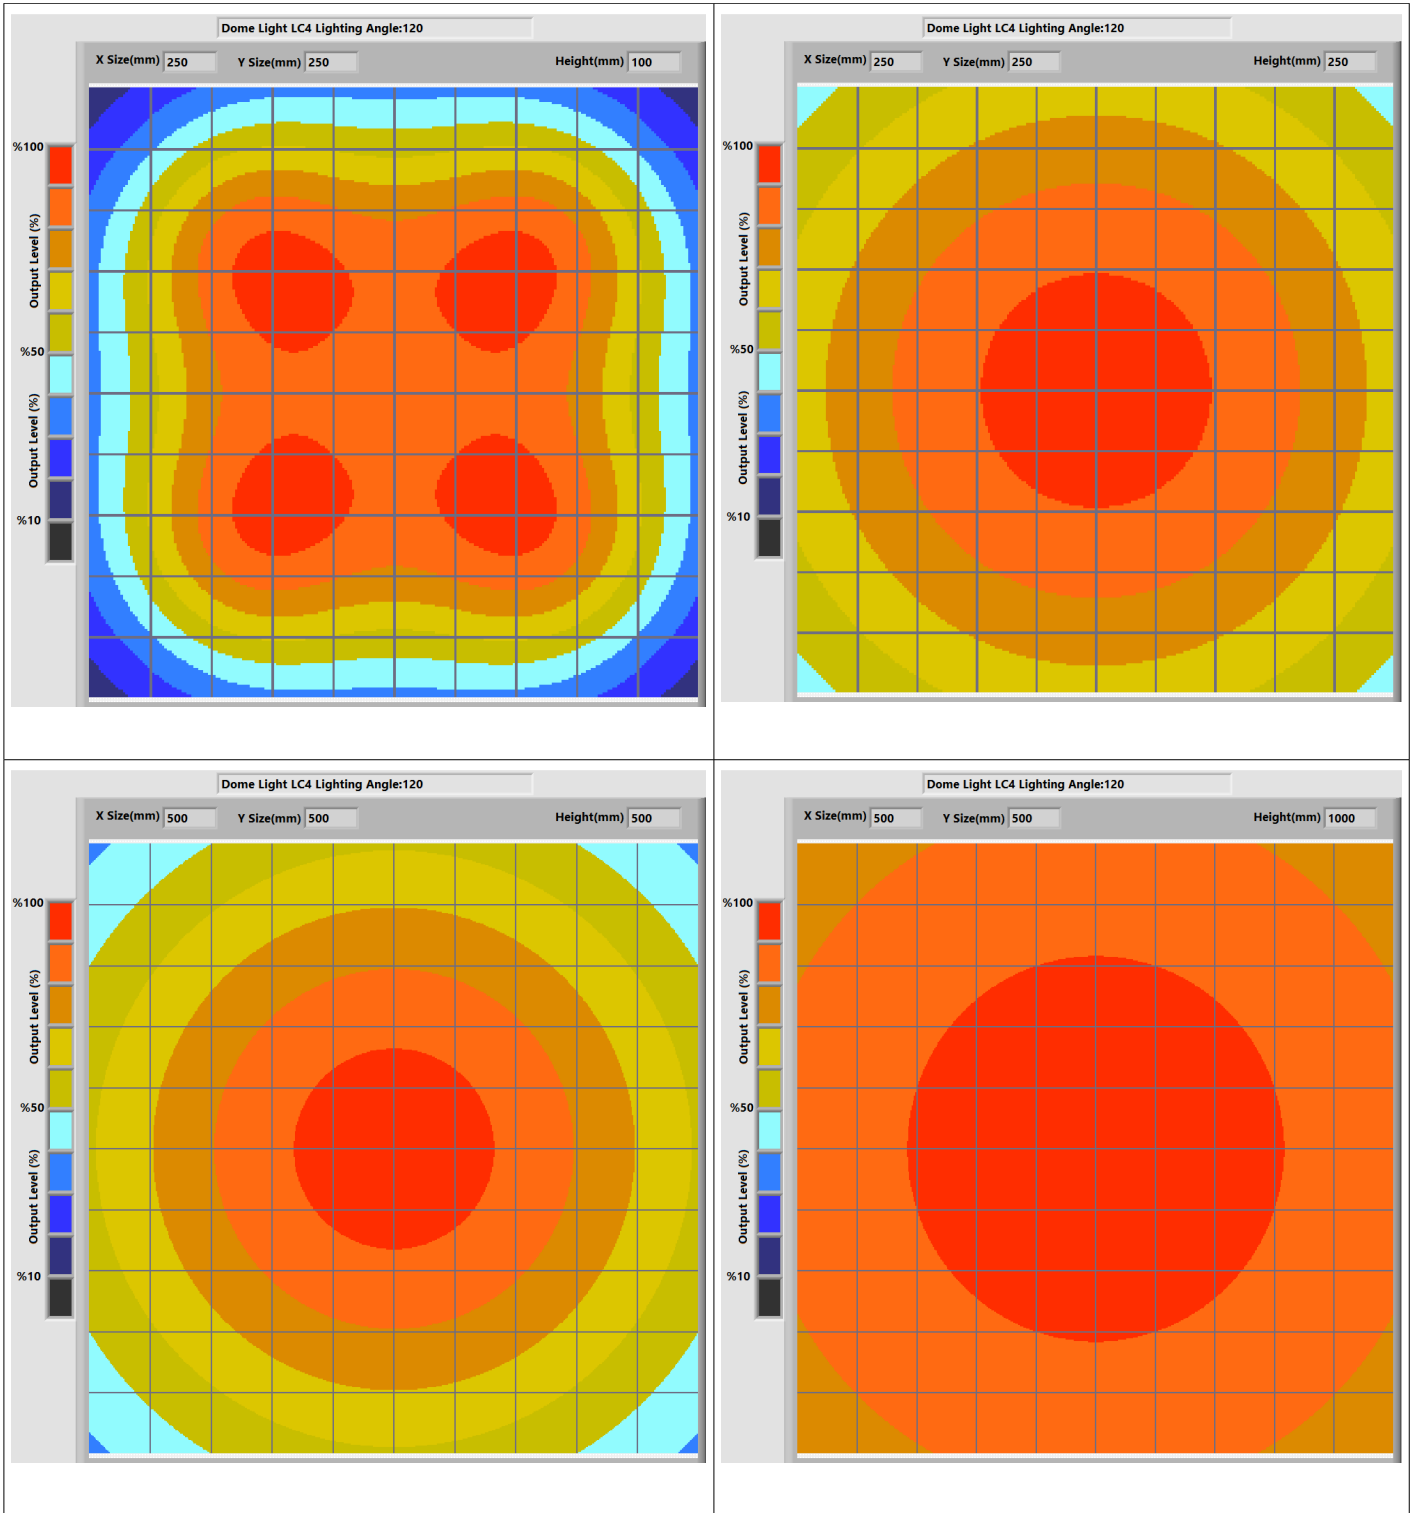 Dome Light LC4 Lighting Angle:120
X Size(mm) 250 Y Size(mm) 250 Height(mm) 100
%100
Output Level (%)
%50
Output Level (%)
%10
Dome Light LC4 Lighting Angle:120
X Size(mm) 250 Y Size(mm) 250 Height(mm) 250
%100
Output Level (%)
%50
Output Level (%)
%10
Dome Light LC4 Lighting Angle:120
X Size(mm) 500 Y Size(mm) 500 Height(mm) 500
%100
Output Level (%)
%50
Output Level (%)
%10
Dome Light LC4 Lighting Angle:120
X Size(mm) 500 Y Size(mm) 500 Height(mm) 1000
%100
Output Level (%)
%50
Output Level (%)
%10